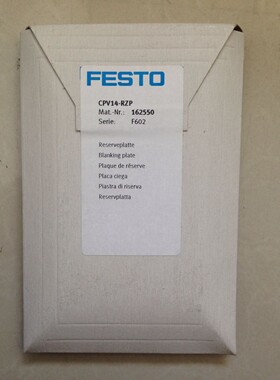 FESTO
CPV14-RZP
Mat.-Nr.: 162550
Serie: F602
Reserveplatte
Blanking plate
Plaque de réserve
Placa ciega
Piastra di riserva
Reservplatta